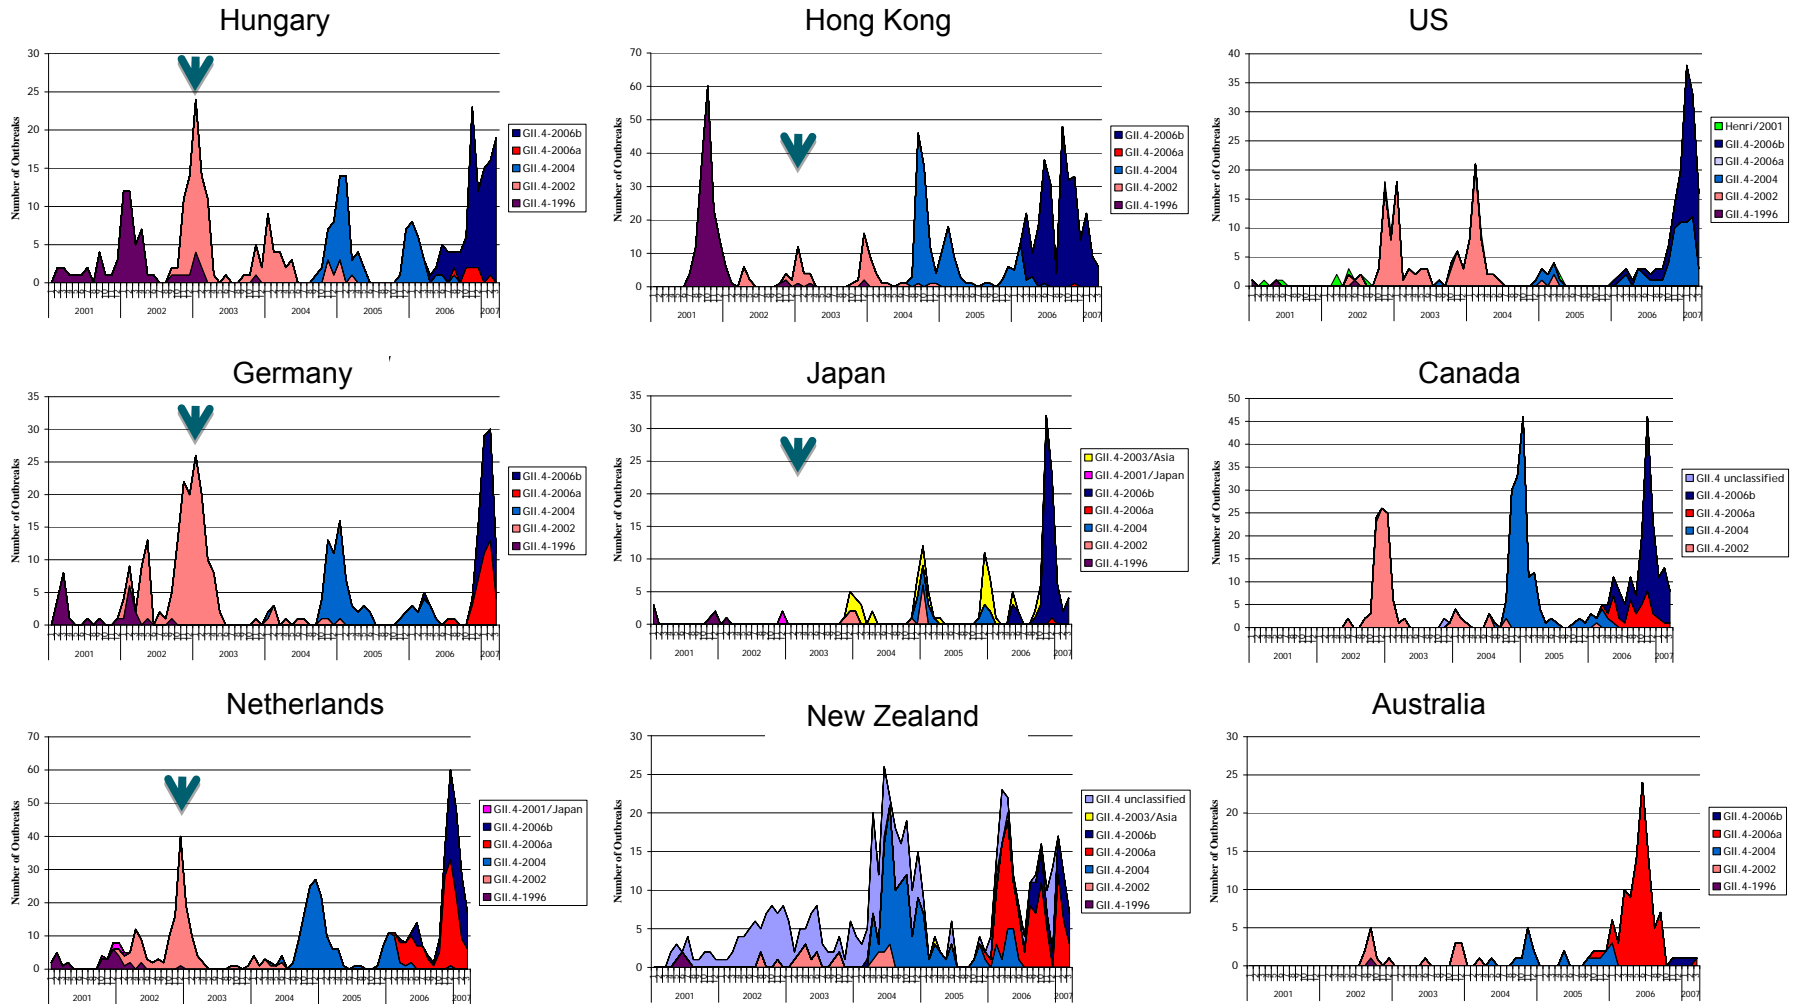 Hungary
Number of Outbreaks
30
25
20
15
10
5
0
2001 2002 2003 2004 2005 2006 2007
GII.4-2006b
GII.4-2006a
GII.4-2004
GII.4-2002
GII.4-1996
Hong Kong
Number of Outbreaks
70
60
50
40
30
20
10
0
2001 2002 2003 2004 2005 2006 2007
GII.4-2006b
GII.4-2006a
GII.4-2004
GII.4-2002
GII.4-1996
US
Number of Outbreaks
40
35
30
25
20
15
10
5
0
2001 2002 2003 2004 2005 2006 2007
Henri/2001
GII.4-2006b
GII.4-2006a
GII.4-2004
GII.4-2002
GII.4-1996
Germany
Number of Outbreaks
35
30
25
20
15
10
5
0
2001 2002 2003 2004 2005 2006 2007
GII.4-2006b
GII.4-2006a
GII.4-2004
GII.4-2002
GII.4-1996
Japan
Number of Outbreaks
35
30
25
20
15
10
5
0
2001 2002 2003 2004 2005 2006 2007
GII.4-2003/Asia
GII.4-2001/Japan
GII.4-2006b
GII.4-2006a
GII.4-2004
GII.4-2002
GII.4-1996
Canada
Number of Outbreaks
50
45
40
35
30
25
20
15
10
5
0
2001 2002 2003 2004 2005 2006 2007
GII.4 unclassified
GII.4-2006b
GII.4-2006a
GII.4-2004
GII.4-2002
Netherlands
Number of Outbreaks
70
60
50
40
30
20
10
0
2001 2002 2003 2004 2005 2006 2007
GII.4-2001/Japan
GII.4-2006b
GII.4-2006a
GII.4-2004
GII.4-2002
GII.4-1996
New Zealand
Number of Outbreaks
30
25
20
15
10
5
0
2001 2002 2003 2004 2005 2006 2007
GII.4 unclassified
GII.4-2003/Asia
GII.4-2006b
GII.4-2006a
GII.4-2004
GII.4-2002
GII.4-1996
Australia
Number of Outbreaks
30
25
20
15
10
5
0
2001 2002 2003 2004 2005 2006 2007
GII.4-2006b
GII.4-2006a
GII.4-2004
GII.4-2002
GII.4-1996